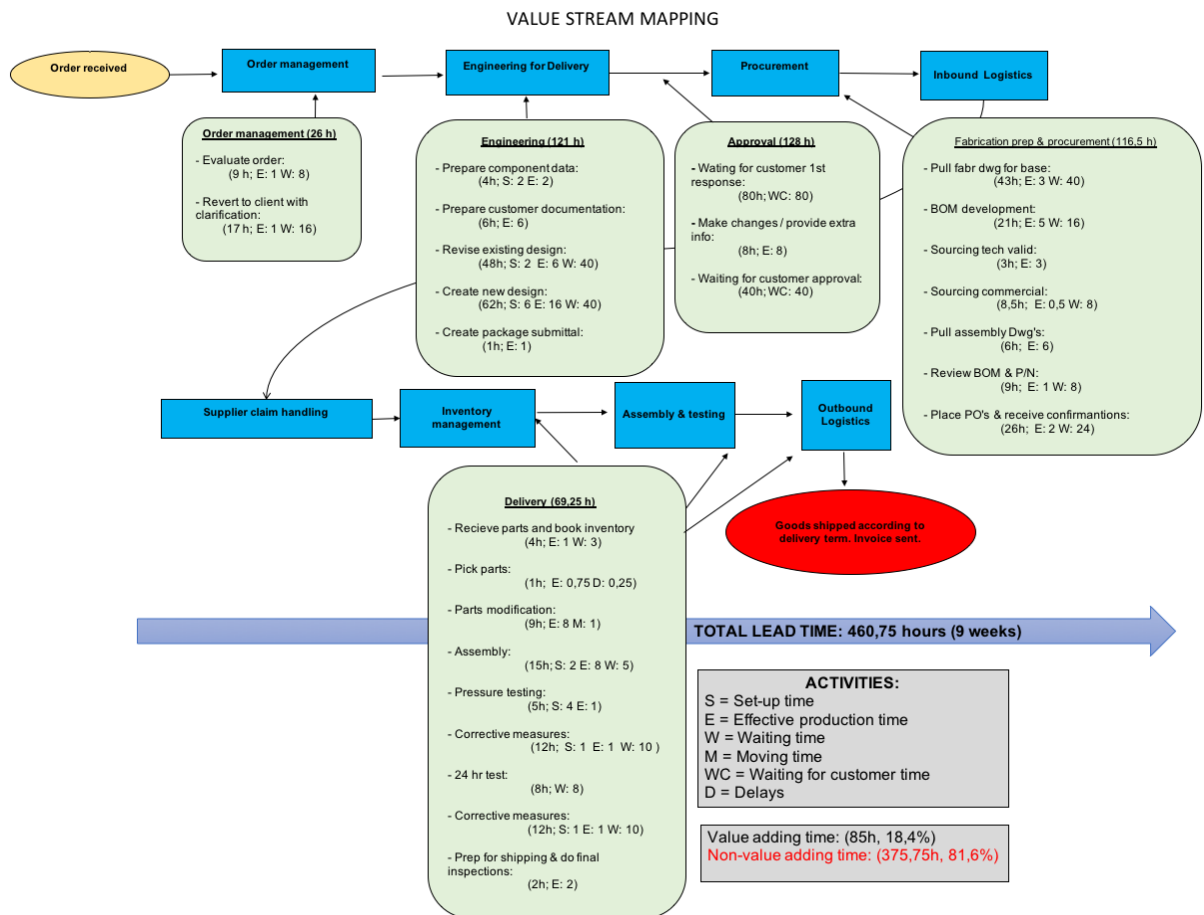 VALUE STREAM MAPPING
Order received
Order management
Engineering for Delivery
Procurement
Inbound Logistics
Order management (26 h)
- Evaluate order:
(9 h; E: 1 W: 8)
- Revert to client with
clarification:
(17 h; E: 1 W: 16)
Engineering (121 h)
- Prepare component data:
(4h; S: 2 E: 2)
- Prepare customer documentation:
(6h; E: 6)
- Revise existing design:
(48h; S: 2 E: 6 W: 40)
- Create new design:
(62h; S: 6 E: 16 W: 40)
- Create package submittal:
(1h; E: 1)
Approval (128 h)
- Wating for customer 1st
response:
(80h; WC: 80)
- Make changes / provide extra
info:
(8h; E: 8)
- Waiting for customer approval:
(40h; WC: 40)
Fabrication prep & procurement (116,5 h)
- Pull fabr dwg for base:
(43h; E: 3 W: 40)
- BOM development:
(21h; E: 5 W: 16)
- Sourcing tech valid:
(3h; E: 3)
- Sourcing commercial:
(8,5h; E: 0,5 W: 8)
- Pull assembly Dwg's:
(6h; E: 6)
- Review BOM & P/N:
(9h; E: 1 W: 8)
- Place PO's & receive confirmantions:
(26h; E: 2 W: 24)
Supplier claim handling
Inventory
management
Assembly & testing
Outbound
Logistics
Delivery (69,25 h)
- Recieve parts and book inventory
(4h; E: 1 W: 3)
- Pick parts:
(1h; E: 0,75 D: 0,25)
- Parts modification:
(9h; E: 8 M: 1)
- Assembly:
(15h; S: 2 E: 8 W: 5)
- Pressure testing:
(5h; S: 4 E: 1)
- Corrective measures:
(12h; S: 1 E: 1 W: 10 )
- 24 hr test:
(8h; W: 8)
- Corrective measures:
(12h; S: 1 E: 1 W: 10)
- Prep for shipping & do final
inspections:
(2h; E: 2)
Goods shipped according to
delivery term. Invoice sent.
TOTAL LEAD TIME: 460,75 hours (9 weeks)
ACTIVITIES:
S = Set-up time
E = Effective production time
W = Waiting time
M = Moving time
WC = Waiting for customer time
D = Delays
Value adding time: (85h, 18,4%)
Non-value adding time: (375,75h, 81,6%)